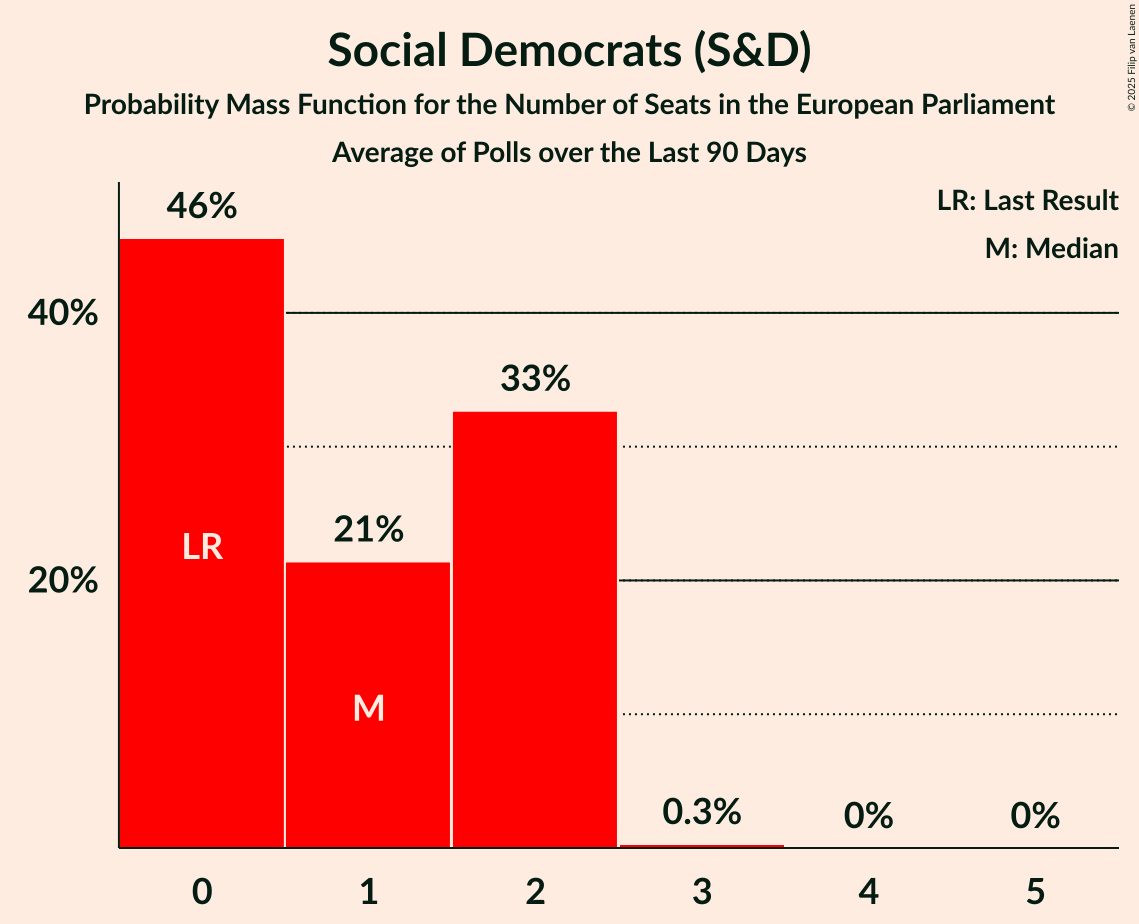 Social Democrats (S&D)
Probability Mass Function for the Number of Seats in the European Parliament
Average of Polls over the Last 90 Days
© 2025 Filip van Laenen
LR: Last Result
M: Median
46%
40%
33%
21%
LR
20%
M
0.3%
0%
0%
0
1
2
3
4
5